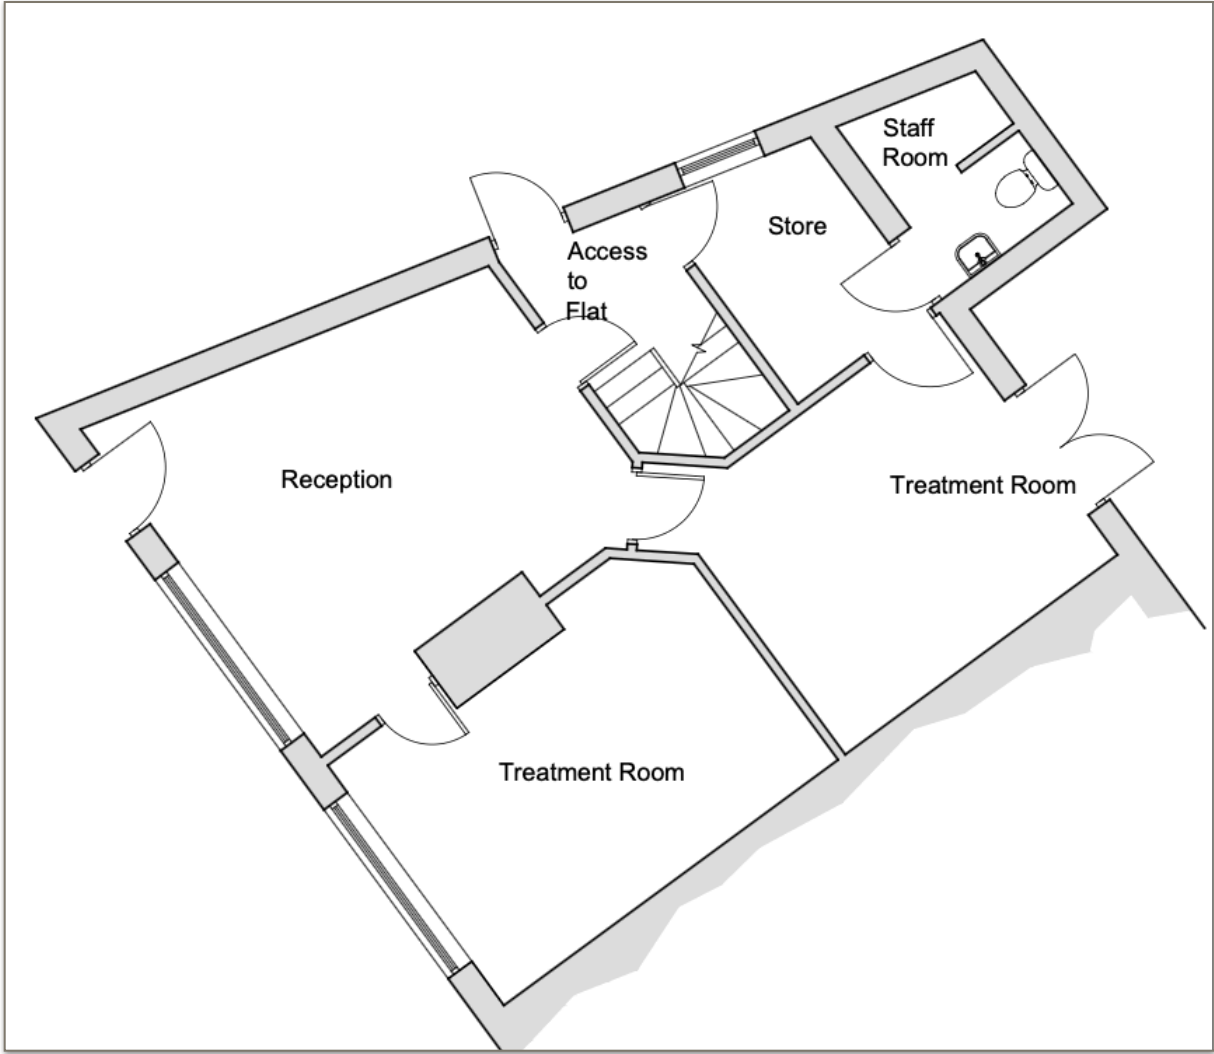 Staff
Room
Store
Access
to
Flat
Reception
Treatment Room
Treatment Room